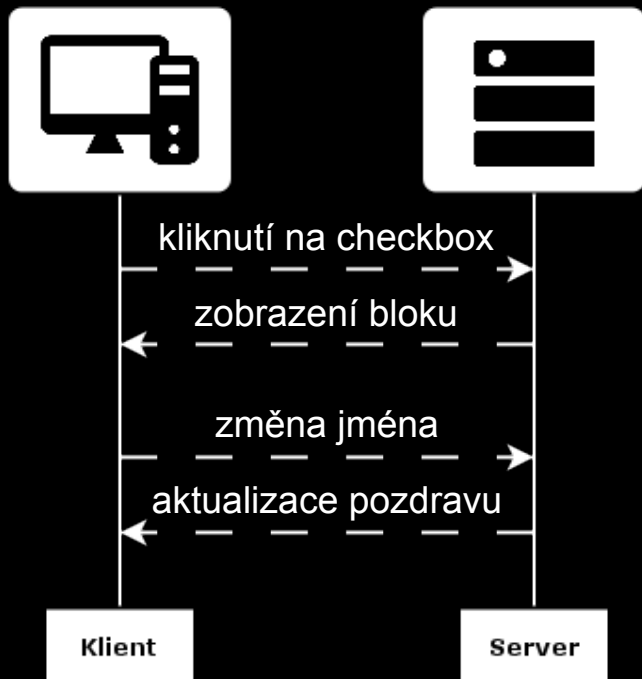 kliknutí na checkbox
zobrazení bloku
změna jména
aktualizace pozdravu
Klient
Server